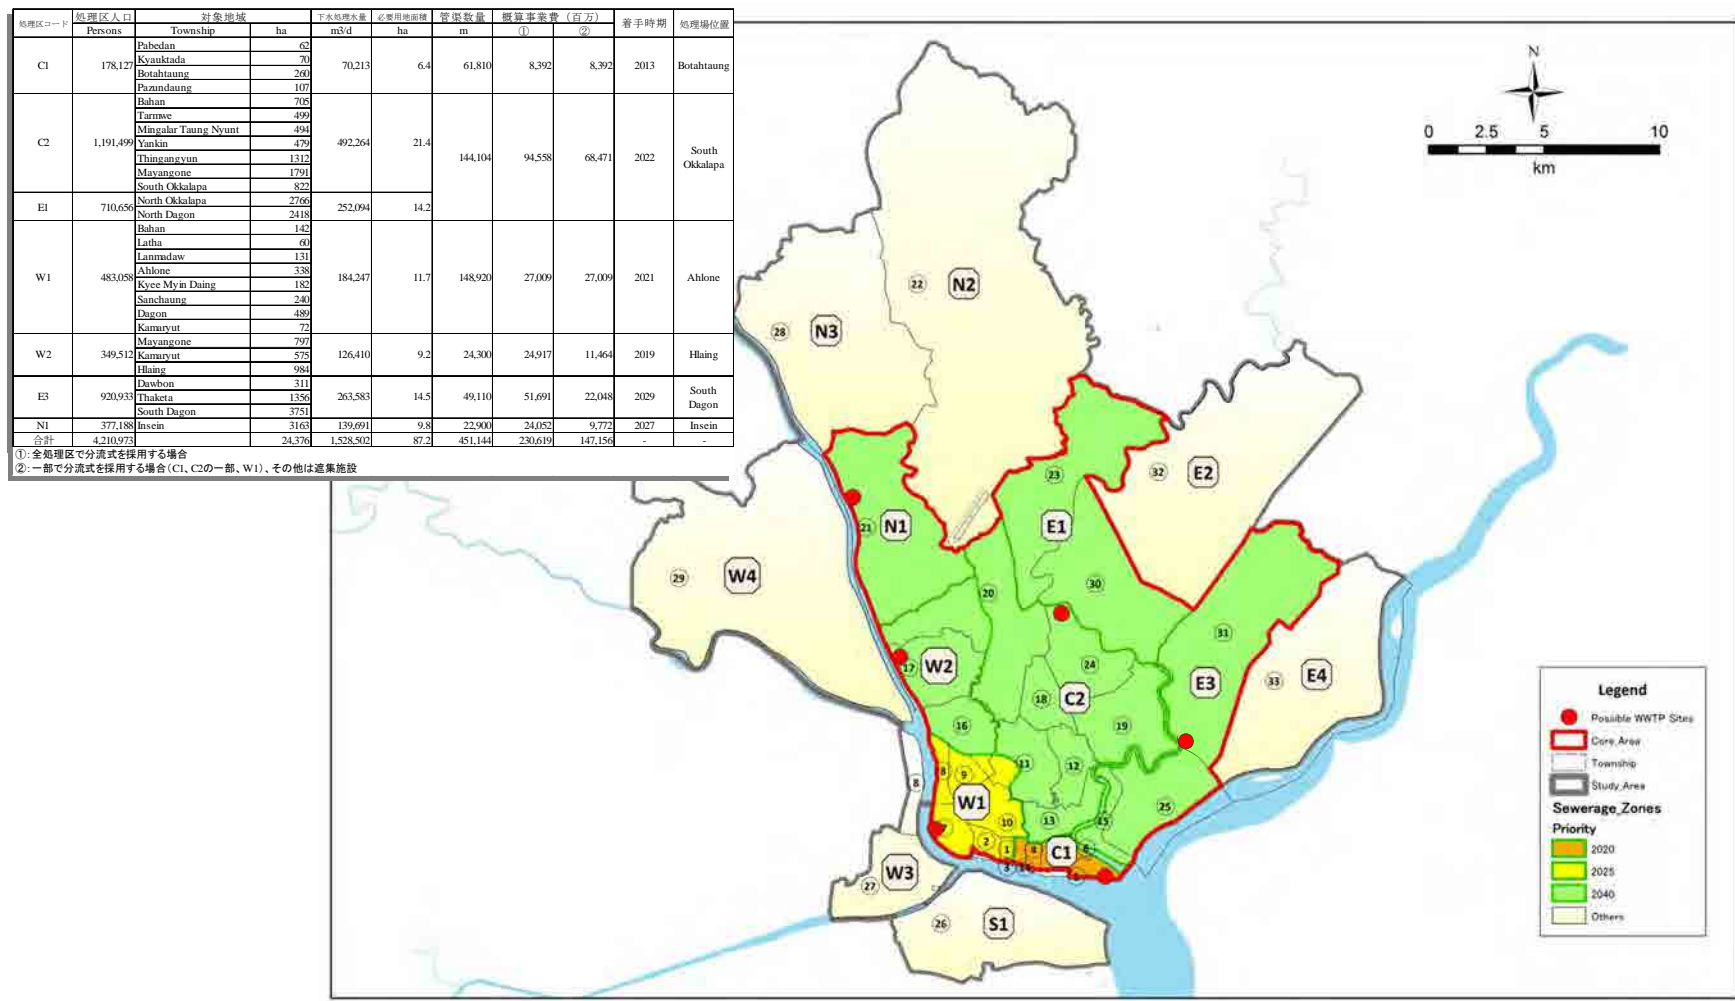 処理区コード 処理区人口 対象地域 下水処理水量 必要用地面積 管渠数量 概算事業費（百万） 着手時期 処理場位置
Persons Township ha m3/d ha m ① ②
C1 178,127 Pabedan 62 70,213 6.4 61,810 8,392 8,392 2013 Botahtaung
Kyauktada 70
Botahtaung 260
Pazundaung 107
C2 1,191,499 Bahan 705 492,264 21.4 144,104 94,558 68,471 2022 South Okkalapa
Tarmwe 499
Mingalar Taung Nyunt 494
Yankin 479
Thingangyun 1312
Mayangone 1791
South Okkalapa 822
E1 710,656 North Okkalapa 2766 252,094 14.2
North Dagon 2418
W1 483,058 Bahan 142 184,247 11.7 148,920 27,009 27,009 2021 Ahlone
Latha 60
Lanmadaw 131
Ahlone 338
Kyee Myin Daing 182
Sanchaung 240
Dagon 489
Kamaryut 72
W2 349,512 Mayangone 797 126,410 9.2 24,300 24,917 11,464 2019 Hlaing
Kamaryut 575
Hlaing 984
E3 920,933 Dawbon 311 263,583 14.5 49,110 51,691 22,048 2029 South Dagon
Thaketa 1356
South Dagon 3751
N1 377,188 Insein 3163 139,691 9.8 22,900 24,052 9,772 2027 Insein
合計 4,210,973 24,376 1,528,502 87.2 451,144 230,619 147,156 - -
①：全処理区で分流式を採用する場合
②：一部で分流式を採用する場合（C1、C2の一部、W1）、その他は遮集施設
N
0 2.5 5 10
km
22 N2
28 N3
23
32 E2
21 N1
E1
29 W4
30
20
31
17 W2
24
18 C2
E3
33 E4
16
19
11
12
8
9
8
W1
25
10
13
15
7
2
1
C1
6
3
W3
27
26 S1
Legend
Possible WWTP Sites
Core_Area
Township
Study_Area
Sewerage_Zones
Priority
2020
2025
2040
Others